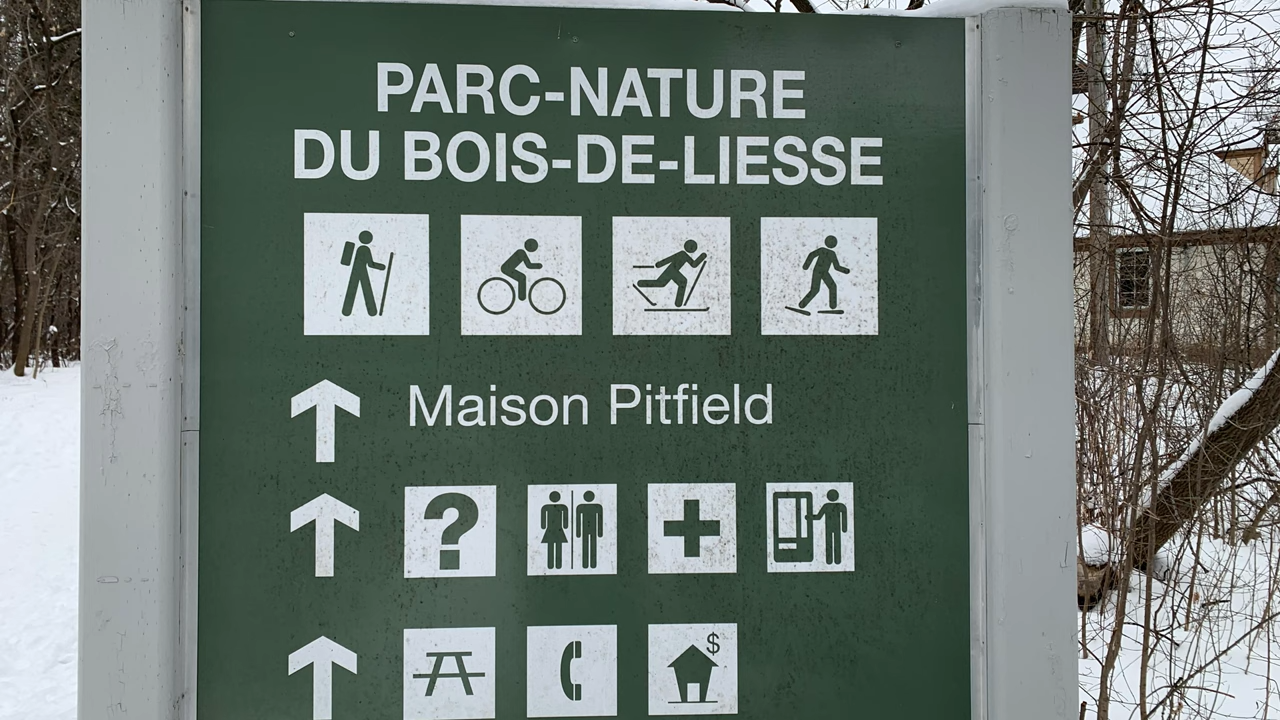 PARC-NATURE
DU BOIS-DE-LIESSE
Maison Pitfield
?
$